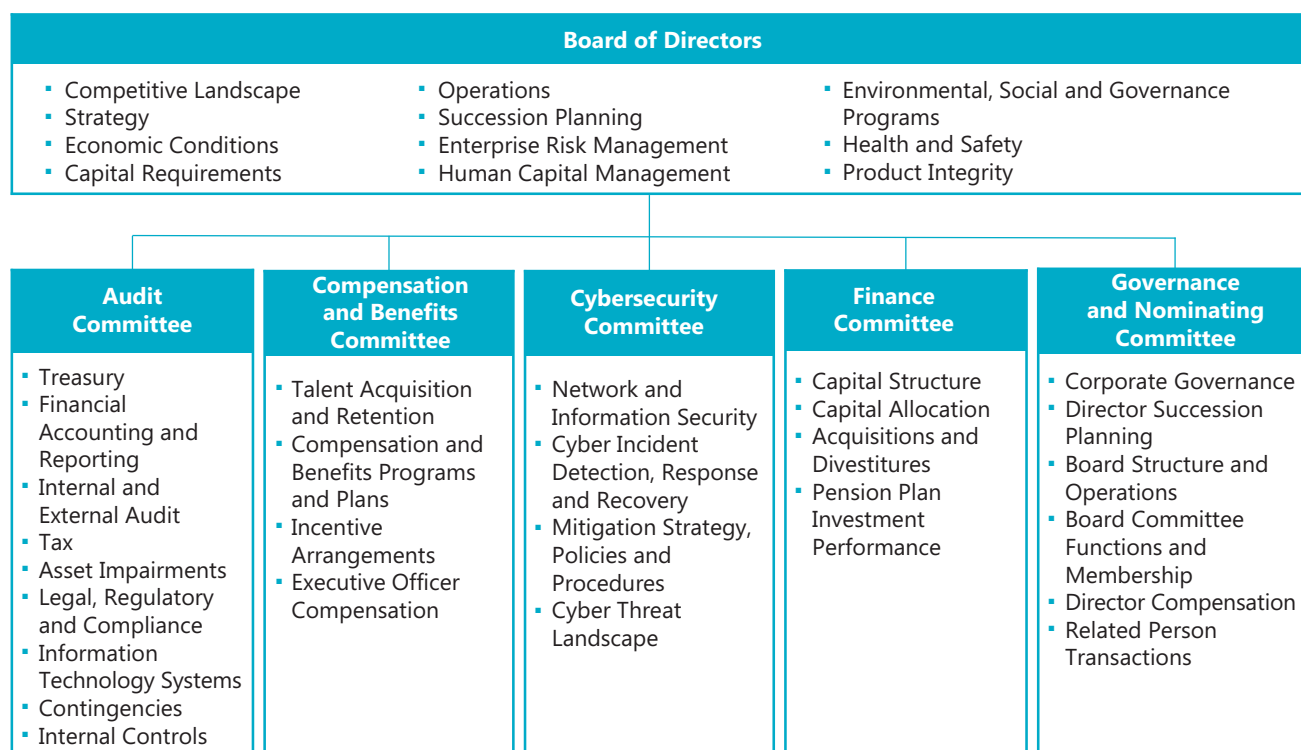 Board of Directors
▪ Competitive Landscape
▪ Strategy
▪ Economic Conditions
▪ Capital Requirements
▪ Operations
▪ Succession Planning
▪ Enterprise Risk Management
▪ Human Capital Management
▪ Environmental, Social and Governance
Programs
▪ Health and Safety
▪ Product Integrity
Audit
Committee
▪ Treasury
▪ Financial
Accounting and
Reporting
▪ Internal and
External Audit
▪ Tax
▪ Asset Impairments
▪ Legal, Regulatory
and Compliance
▪ Information
Technology Systems
▪ Contingencies
▪ Internal Controls
Compensation
and Benefits
Committee
▪ Talent Acquisition
and Retention
▪ Compensation and
Benefits Programs
and Plans
▪ Incentive
Arrangements
▪ Executive Officer
Compensation
Cybersecurity
Committee
▪ Network and
Information Security
▪ Cyber Incident
Detection, Response
and Recovery
▪ Mitigation Strategy,
Policies and
Procedures
▪ Cyber Threat
Landscape
Finance
Committee
▪ Capital Structure
▪ Capital Allocation
▪ Acquisitions and
Divestitures
▪ Pension Plan
Investment
Performance
Governance
and Nominating
Committee
▪ Corporate Governance
▪ Director Succession
Planning
▪ Board Structure and
Operations
▪ Board Committee
Functions and
Membership
▪ Director Compensation
▪ Related Person
Transactions